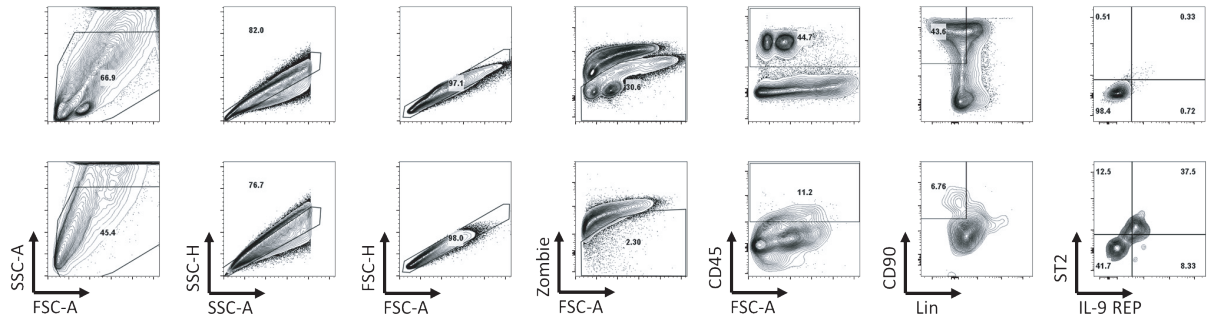 66.9
82.0
97.1
30.6
44.7
43.6
0.51 0.33
98.4 0.72
45.4
76.7
98.0
2.30
11.2
6.76
12.5 37.5
41.7 8.33
SSC-A
FSC-A
SSC-H
SSC-A
FSC-H
FSC-A
Zombie
FSC-A
CD45
FSC-A
CD90
Lin
ST2
IL-9 REP